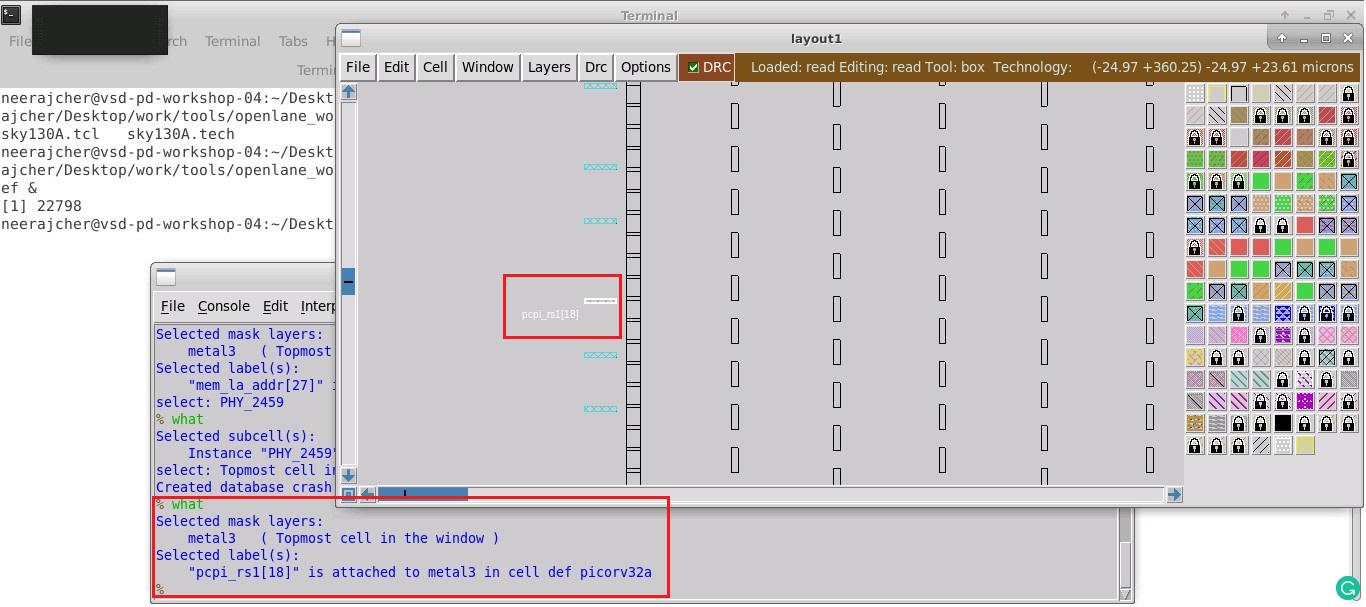 Terminal
File
rch Terminal Tabs H
Termi
neerajcher@vsd-pd-workshop-04:~/Deskt
ajcher/Desktop/work/tools/openlane_wo
sky130A.tcl sky130A.tech
neerajcher@vsd-pd-workshop-04:~/Deskt
ajcher/Desktop/work/tools/openlane_wo
ef &
[1] 22798
neerajcher@vsd-pd-workshop-04:~/Deskt
layout1
File Edit Cell Window Layers Drc Options DRC Loaded: read Editing: read Tool: box Technology: (-24.97 +360.25) -24.97 +23.61 microns
pcpi_rs1[18]
File Console Edit Interp
Selected mask layers:
metal3 ( Topmost
Selected label(s):
"mem_la_addr[27]" i
select: PHY_2459
% what
Selected subcell(s):
Instance "PHY_2459"
select: Topmost cell in
Created database crash
% what
Selected mask layers:
metal3 ( Topmost cell in the window )
Selected label(s):
"pcpi_rs1[18]" is attached to metal3 in cell def picorv32a
%